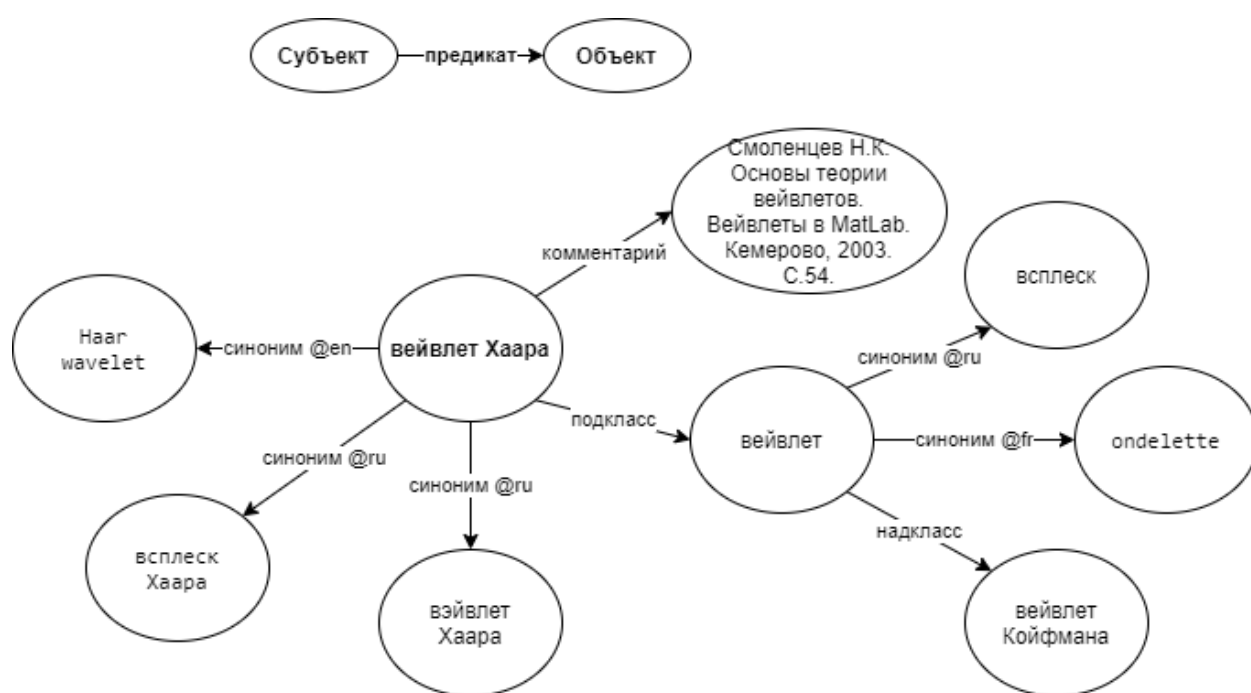 Субъект
предикат
Объект
Смоленцев Н.К.
Основы теории
вейвлетов.
Вейвлеты в MatLab.
Кемерово, 2003.
С.54.
комментарий
всплеск
Haar
wavelet
синоним @en
вейвлет Хаара
синоним @ru
подкласс
вейвлет
синоним @fr
ondelette
синоним @ru
синоним @ru
надкласс
всплеск
Хаара
вэйвлет
Хаара
вейвлет
Койфмана